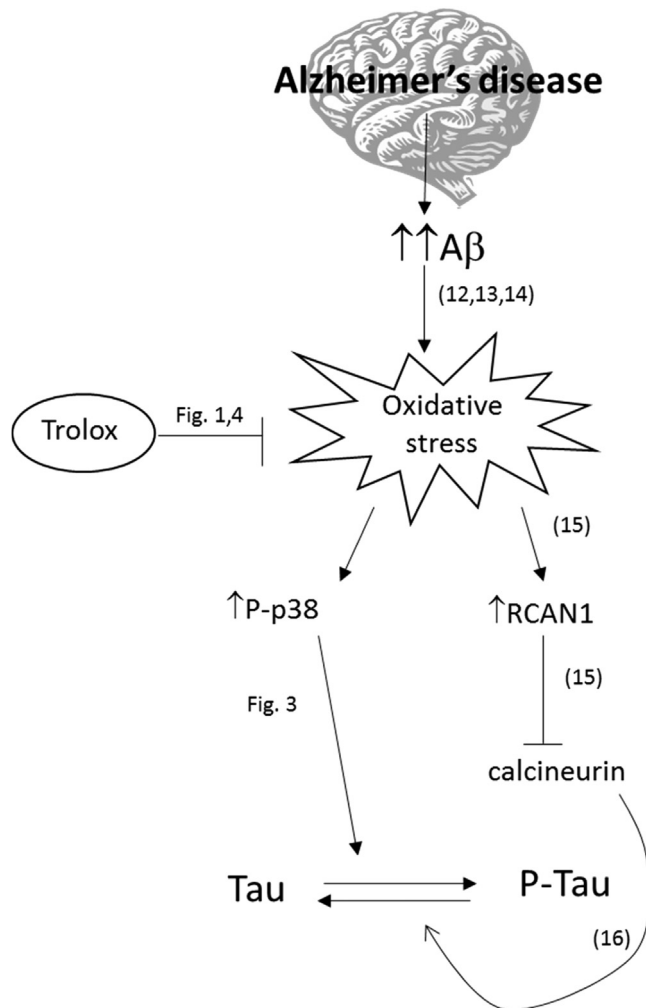 Alzheimer's disease
↑↑Aβ
(12,13,14)
Oxidative
stress
Trolox
Fig. 1,4
(15)
↑P-p38
↑RCAN1
(15)
Fig. 3
calcineurin
Tau
P-Tau
(16)